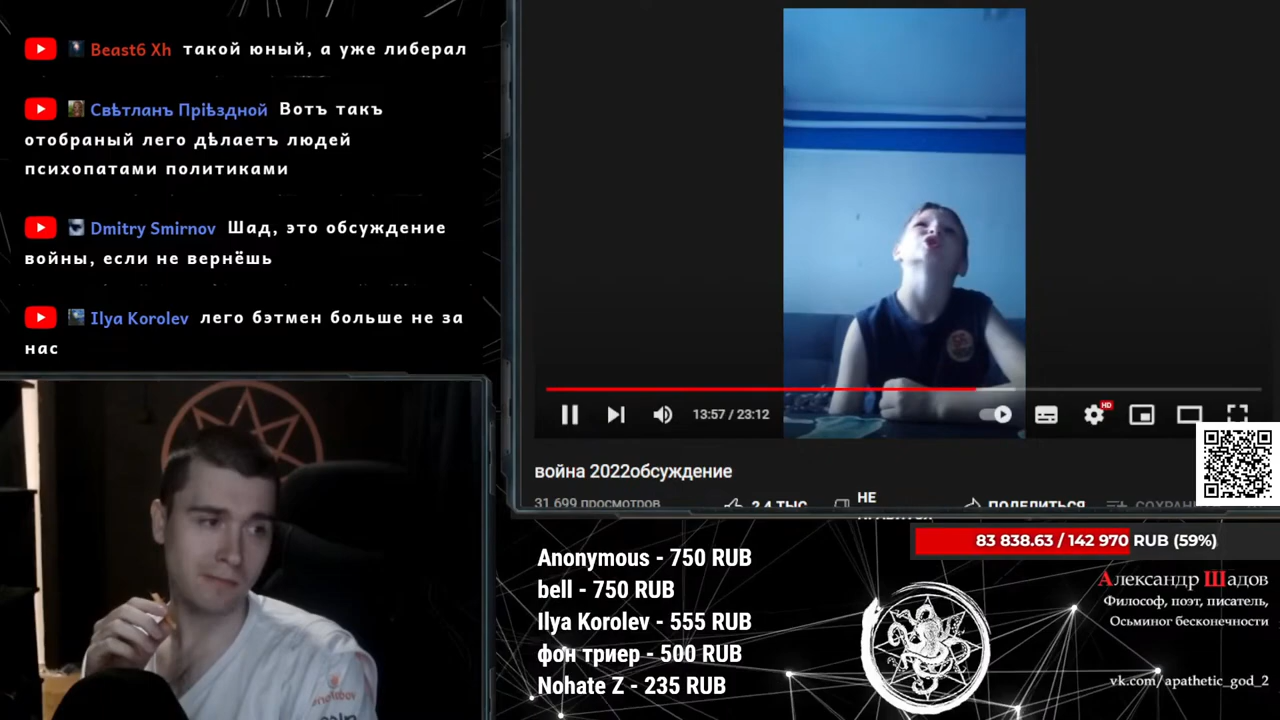 Beast6 Xh такой юный, а уже либерал
Свѣтланъ Прiѣздной Вотъ такъ
отобраный лего дѣлаетъ людей
психопатами политиками
Dmitry Smirnov Шад, это обсуждение
войны, если не вернёшь
Ilya Korolev лего бэтмен больше не за
нас
13:57 / 23:12
HD
война 2022обсуждение
31 699 просмотров
2,4 ТЫС.
НЕ
НРАВИТСЯ
ПОДЕЛИТЬСЯ
Anonymous - 750 RUB
bell - 750 RUB
Ilya Korolev - 555 RUB
фон триер - 500 RUB
Nohate Z - 235 RUB
83 838.63 / 142 970 RUB (59%)
Александр Шадов
Философ, поэт, писатель,
Осьминог бесконечности
vk.com/apathetic_god_2